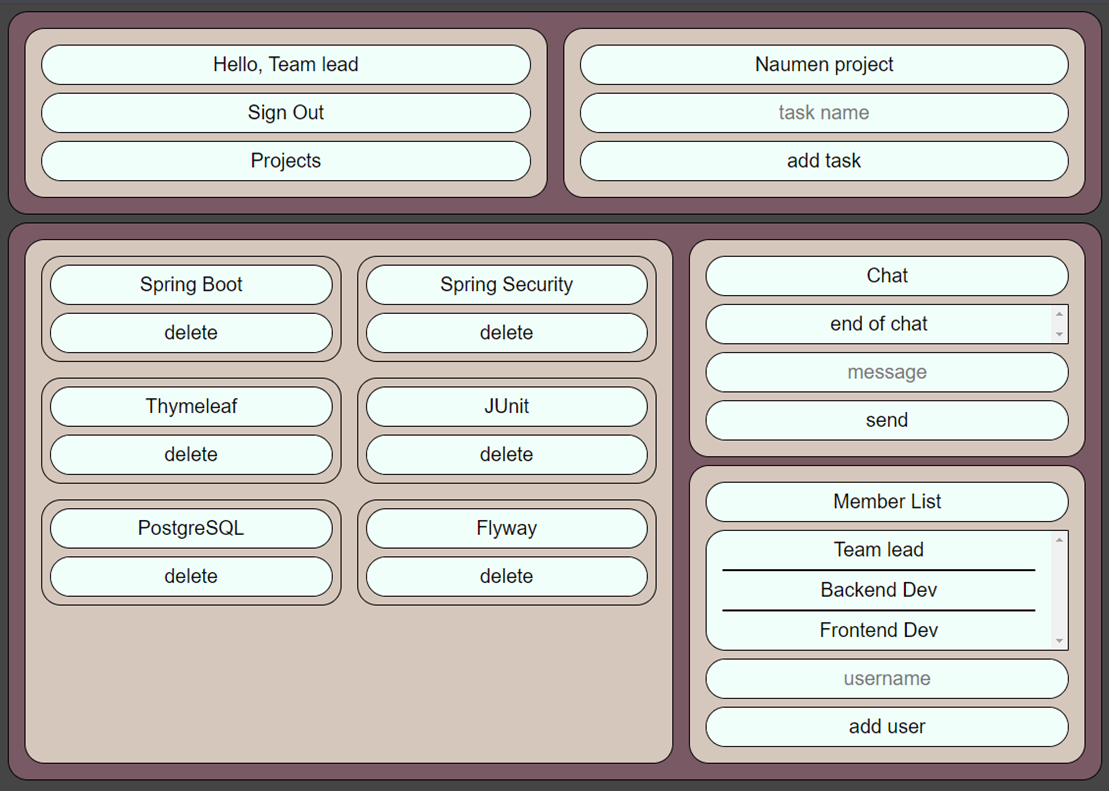 Hello, Team lead
Sign Out
Projects
Naumen project
task name
add task
Spring Boot
delete
Spring Security
delete
Thymeleaf
delete
JUnit
delete
PostgreSQL
delete
Flyway
delete
Chat
end of chat
message
send
Member List
Team lead
Backend Dev
Frontend Dev
username
add user